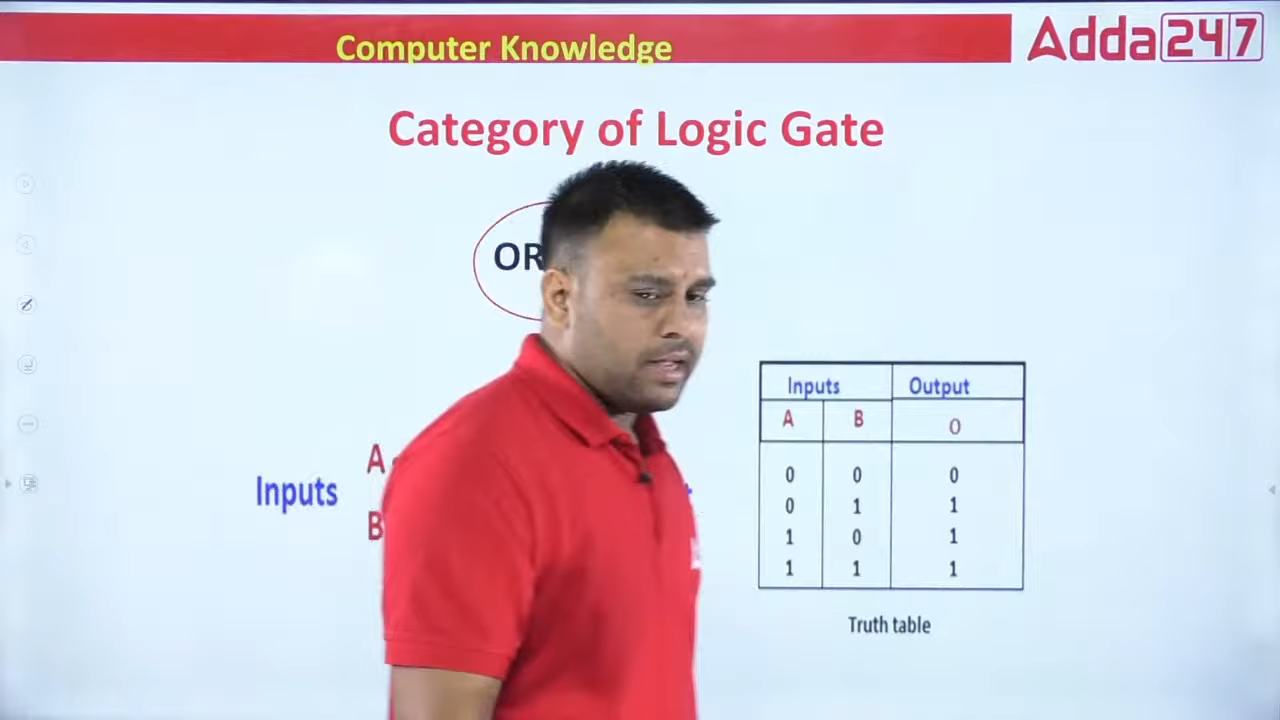 Computer Knowledge
Adda247
Category of Logic Gate
OR
Inputs Output
A B O
0 0 0
0 1 1
1 0 1
1 1 1
Truth table
Inputs
A
B